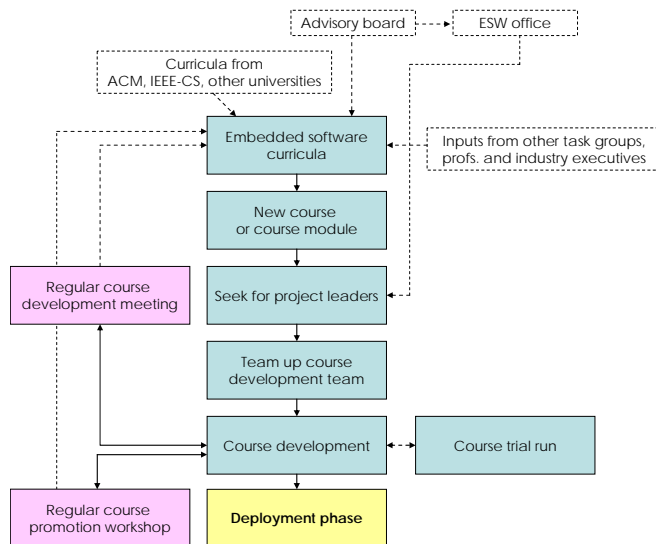 Advisory board
ESW office
Curricula from
ACM, IEEE-CS, other universities
Embedded software
curricula
Inputs from other task groups,
profs. and industry executives
New course
or course module
Regular course
development meeting
Seek for project leaders
Team up course
development team
Course development
Course trial run
Regular course
promotion workshop
Deployment phase